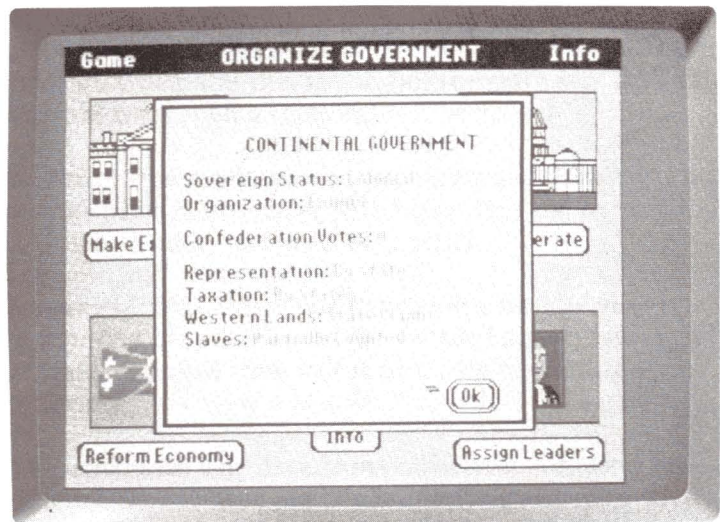 Game ORGANIZE GOVERNMENT Info
CONTINENTAL GOVERNMENT
Sovereign Status:
Organization:
Confederation Votes:
Representation:
Taxation:
Western Lands:
Slaves:
Make E
erate
Ok
Info
Reform Economy
Assign Leaders